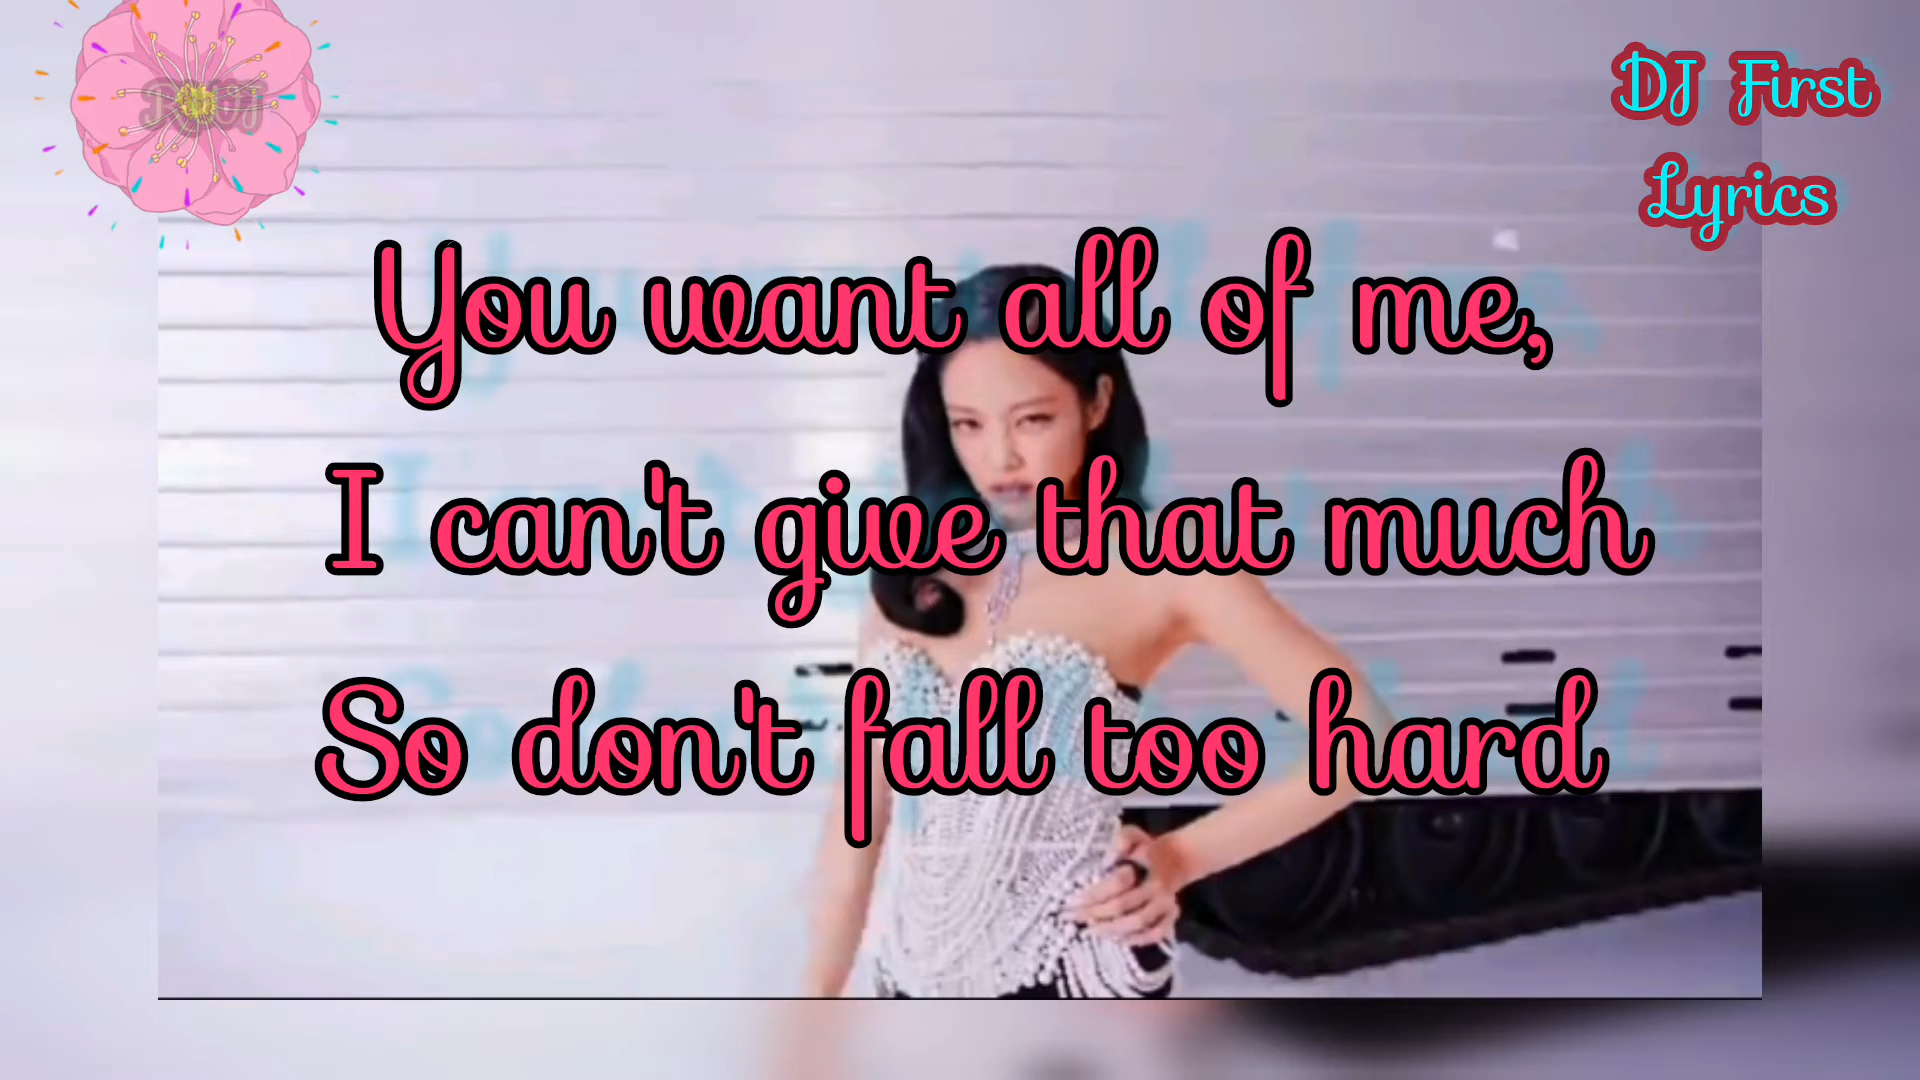 DJ First
Lyrics
You want all of me,
I can't give that much
So don't fall too hard